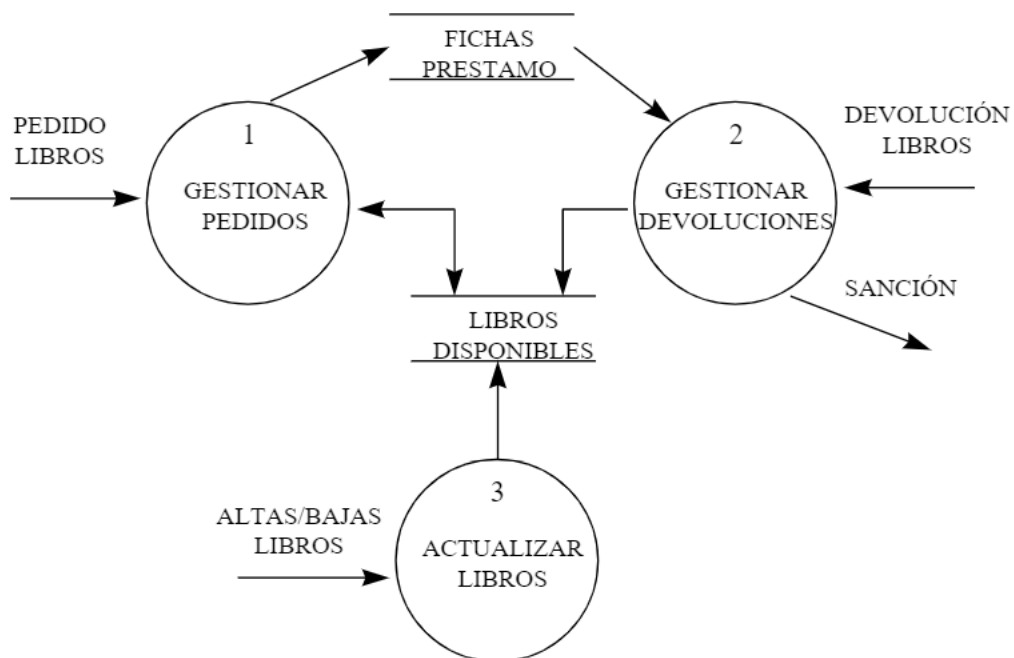 FICHAS
PRESTAMO
PEDIDO
LIBROS
1
GESTIONAR
PEDIDOS
2
GESTIONAR
DEVOLUCIONES
DEVOLUCIÓN
LIBROS
SANCIÓN
LIBROS
DISPONIBLES
3
ACTUALIZAR
LIBROS
ALTAS/BAJAS
LIBROS